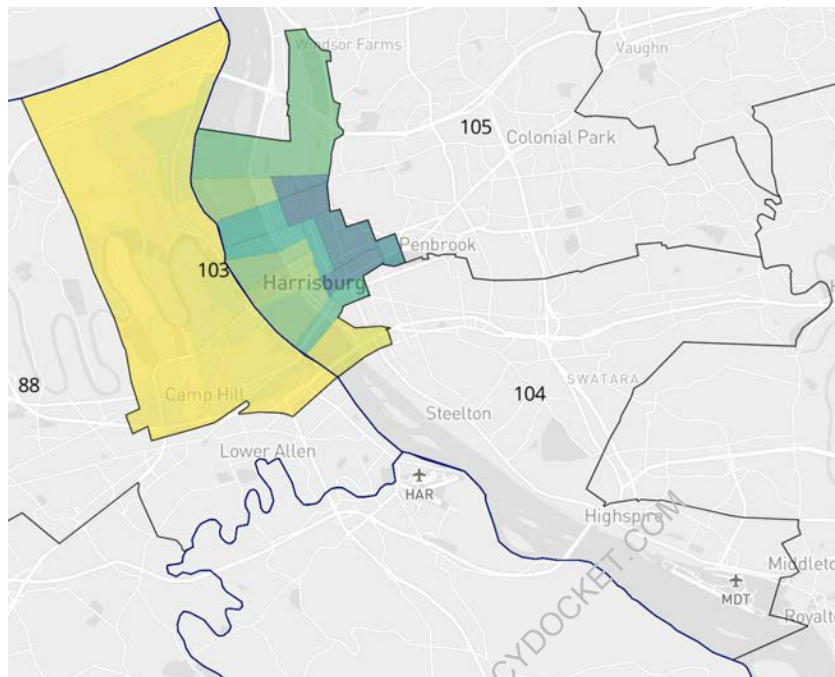 Windsor Farms
Vaughn
105
Colonial Park
Penbrook
103
Harrisburg
88
Camp Hill
104
SWATARA
Steelton
Lower Allen
HAR
Highspire
Middleto
MDT
Royalto
CYDOCKET.COM